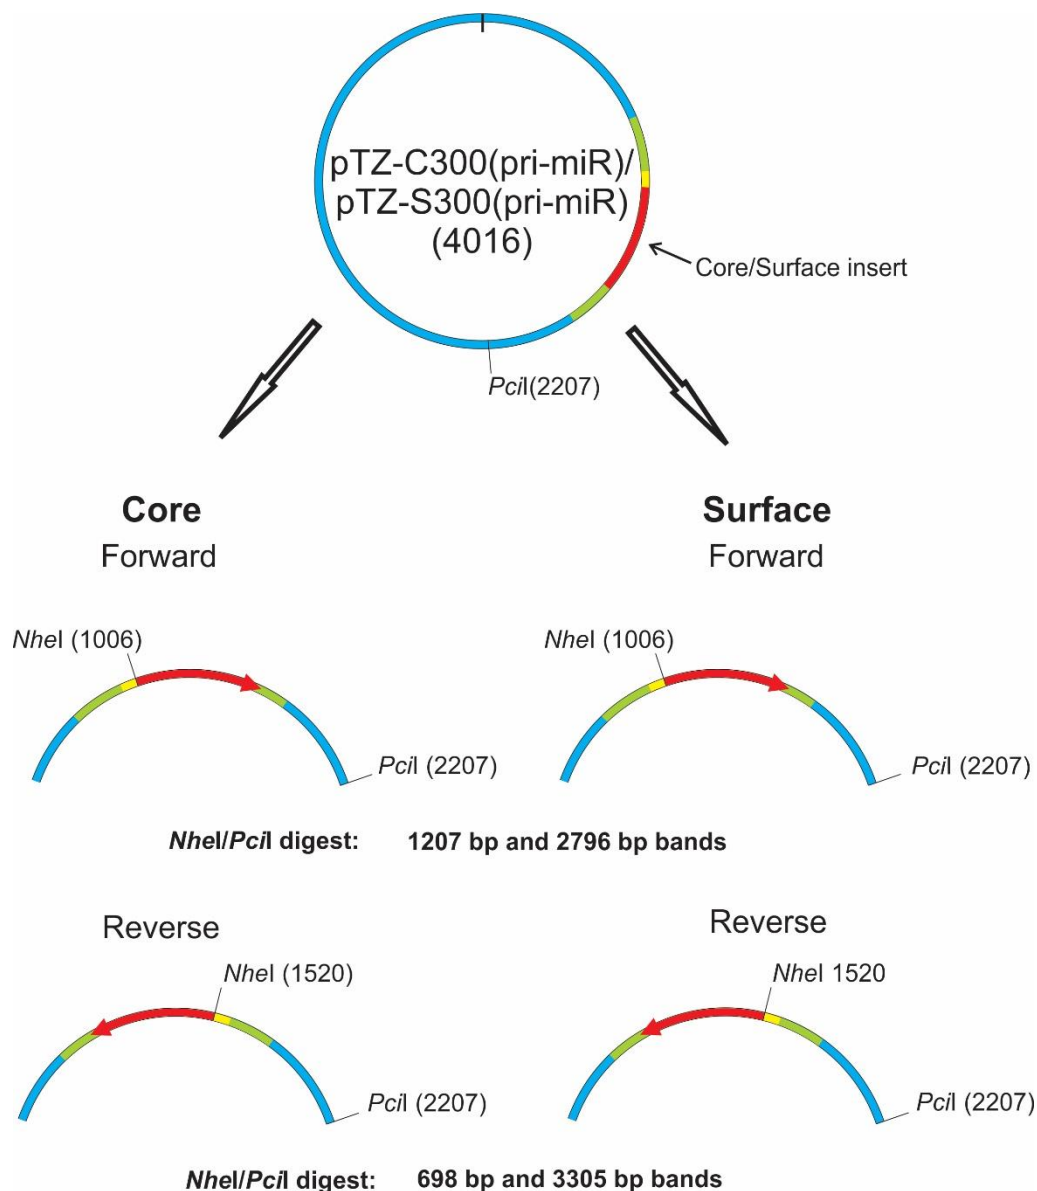 pTZ-C300(pri-miR)/
pTZ-S300(pri-miR)
(4016)
Core/Surface insert
PciI(2207)
Core
Forward
Surface
Forward
NheI (1006)
PciI (2207)
NheI (1006)
PciI (2207)
NheI/PciI digest: 1207 bp and 2796 bp bands
Reverse
NheI (1520)
PciI (2207)
Reverse
NheI 1520
PciI (2207)
NheI/PciI digest: 698 bp and 3305 bp bands